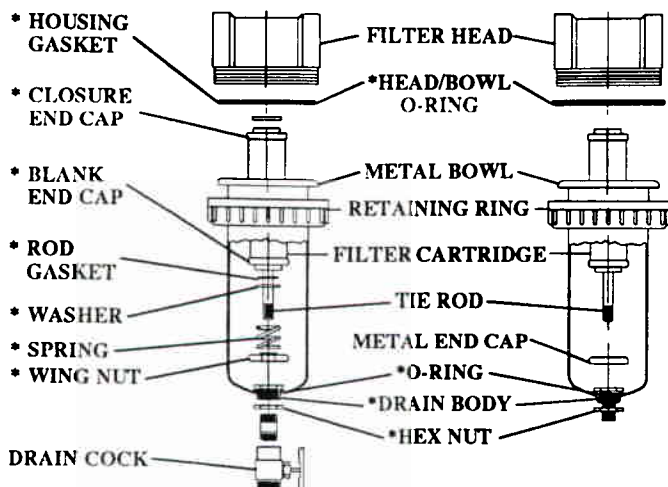 * HOUSING
GASKET
* CLOSURE
END CAP
* BLANK
END CAP
* ROD
GASKET
* WASHER
* SPRING
* WING NUT
DRAIN COCK
FILTER HEAD
*HEAD/BOWL
O-RING
METAL BOWL
RETAINING RING
FILTER CARTRIDGE
TIE ROD
METAL END CAP
*O-RING
*DRAIN BODY
*HEX NUT